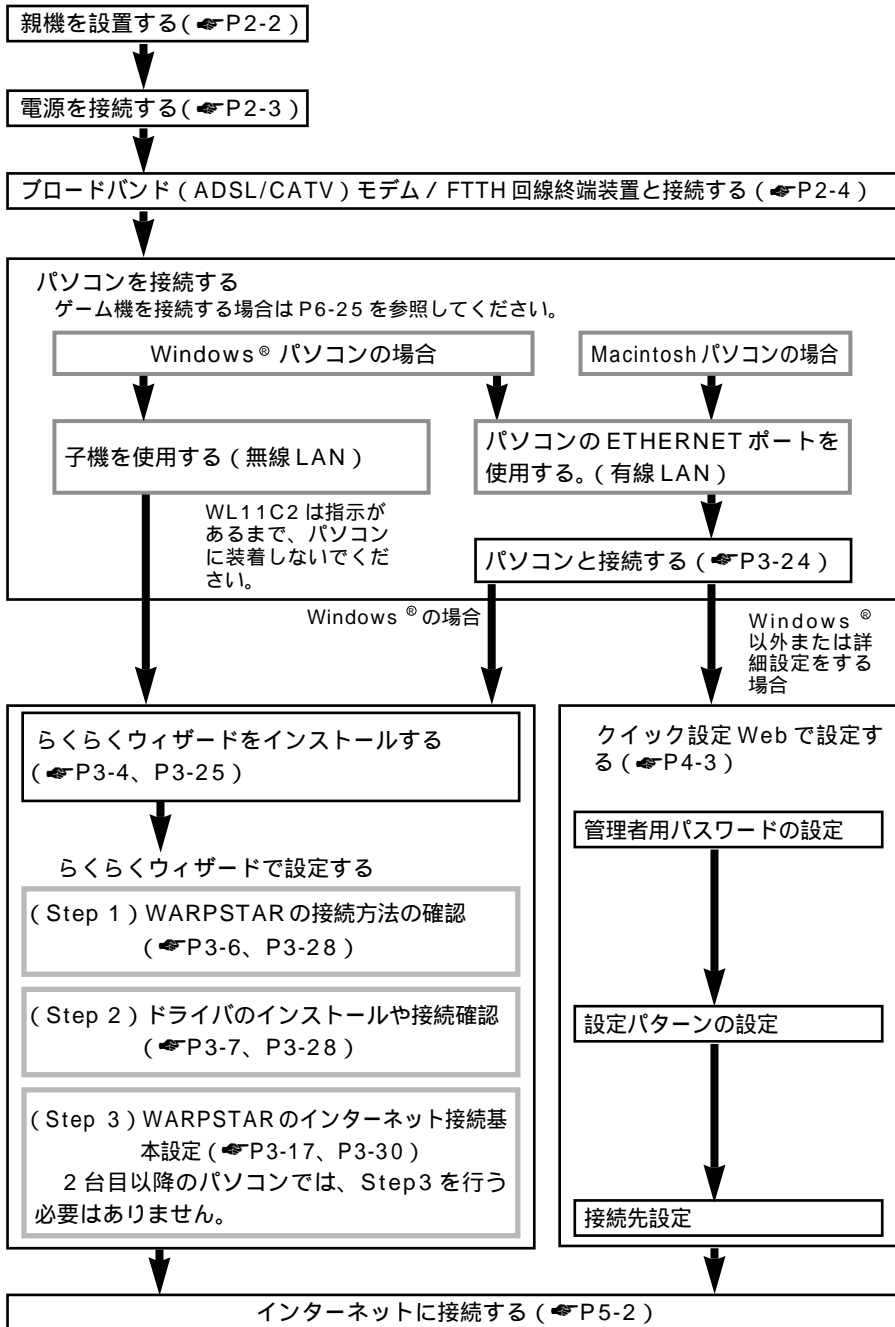 親機を設置する(☛P2-2)
電源を接続する(☛P2-3)
ブロードバンド(ADSL/CATV)モデム / FTTH 回線終端装置と接続する(☛P2-4)
パソコンを接続する
ゲーム機を接続する場合は P6-25 を参照してください。
Windows® パソコンの場合
Macintosh パソコンの場合
子機を使用する(無線 LAN)
パソコンの ETHERNET ポートを
使用する。(有線 LAN)
WL11C2 は指示が
あるまで、パソコン
に装着しないでくだ
さい。
パソコンと接続する(☛P3-24)
Windows ® の場合
Windows ®
以外または詳
細設定をする
場合
らくらくウィザードをインストールする
(☛P3-4、P3-25)
らくらくウィザードで設定する
(Step 1)WARPSTAR の接続方法の確認
(☛P3-6、P3-28)
(Step 2)ドライバのインストールや接続確認
(☛P3-7、P3-28)
(Step 3)WARPSTAR のインターネット接続基
本設定(☛P3-17、P3-30)
2 台目以降のパソコンでは、Step3 を行う
必要はありません。
クイック設定 Web で設定す
る(☛P4-3)
管理者用パスワードの設定
設定パターンの設定
接続先設定
インターネットに接続する(☛P5-2)